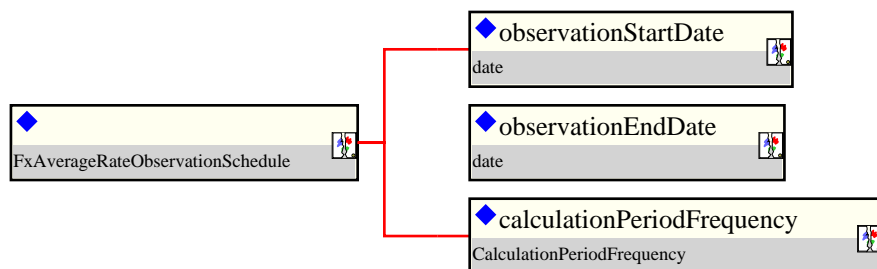 observationStartDate
date
FxAverageRateObservationSchedule
observationEndDate
date
calculationPeriodFrequency
CalculationPeriodFrequency